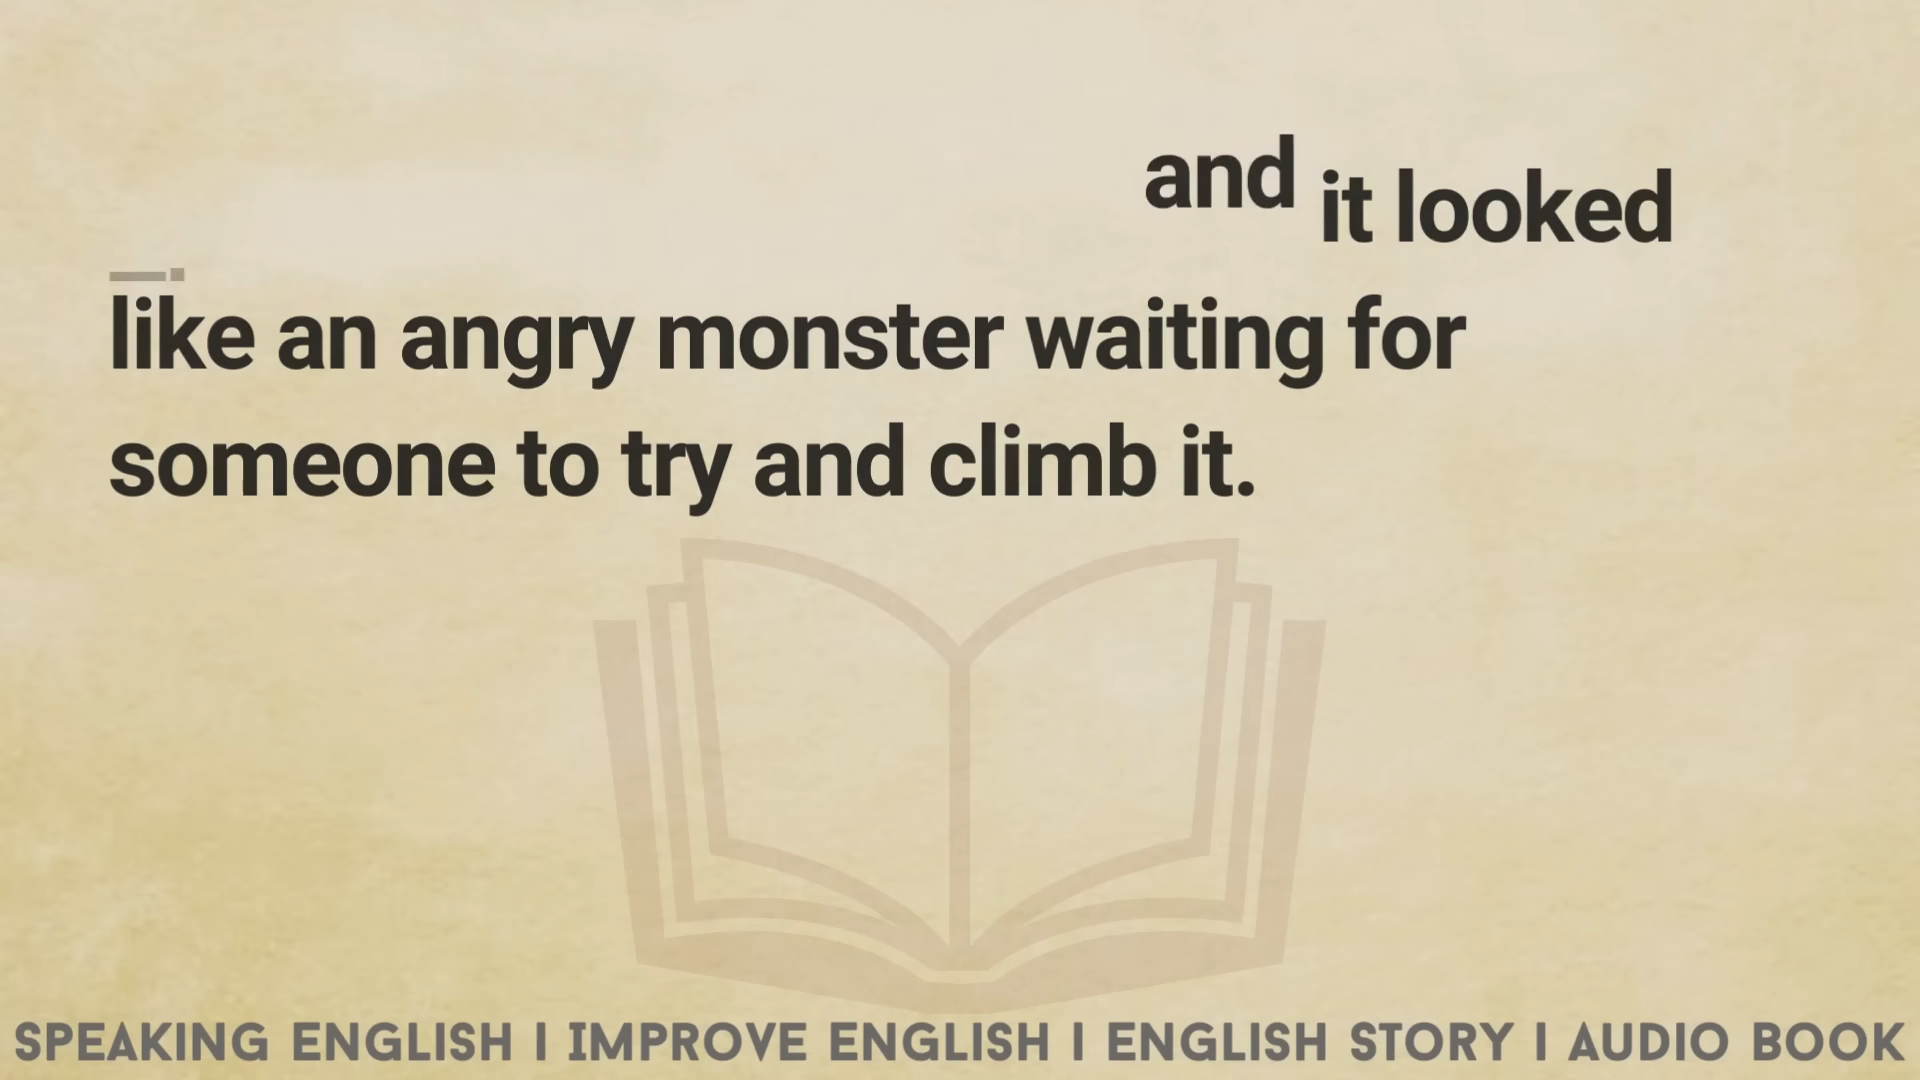 and it looked
like an angry monster waiting for
someone to try and climb it.
SPEAKING ENGLISH | IMPROVE ENGLISH | ENGLISH STORY | AUDIO BOOK